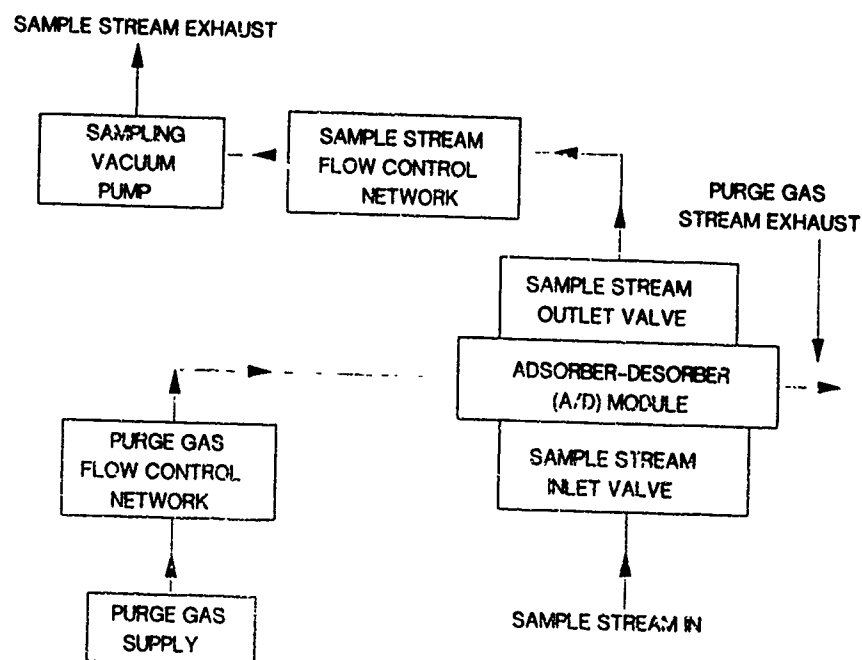 SAMPLE STREAM EXHAUST
SAMPLING
VACUUM
PUMP
SAMPLE STREAM
FLOW CONTROL
NETWORK
PURGE GAS
STREAM EXHAUST
SAMPLE STREAM
OUTLET VALVE
ADSORBER-DESORBER
(A/D) MODULE
SAMPLE STREAM
INLET VALVE
PURGE GAS
FLOW CONTROL
NETWORK
PURGE GAS
SUPPLY
SAMPLE STREAM IN